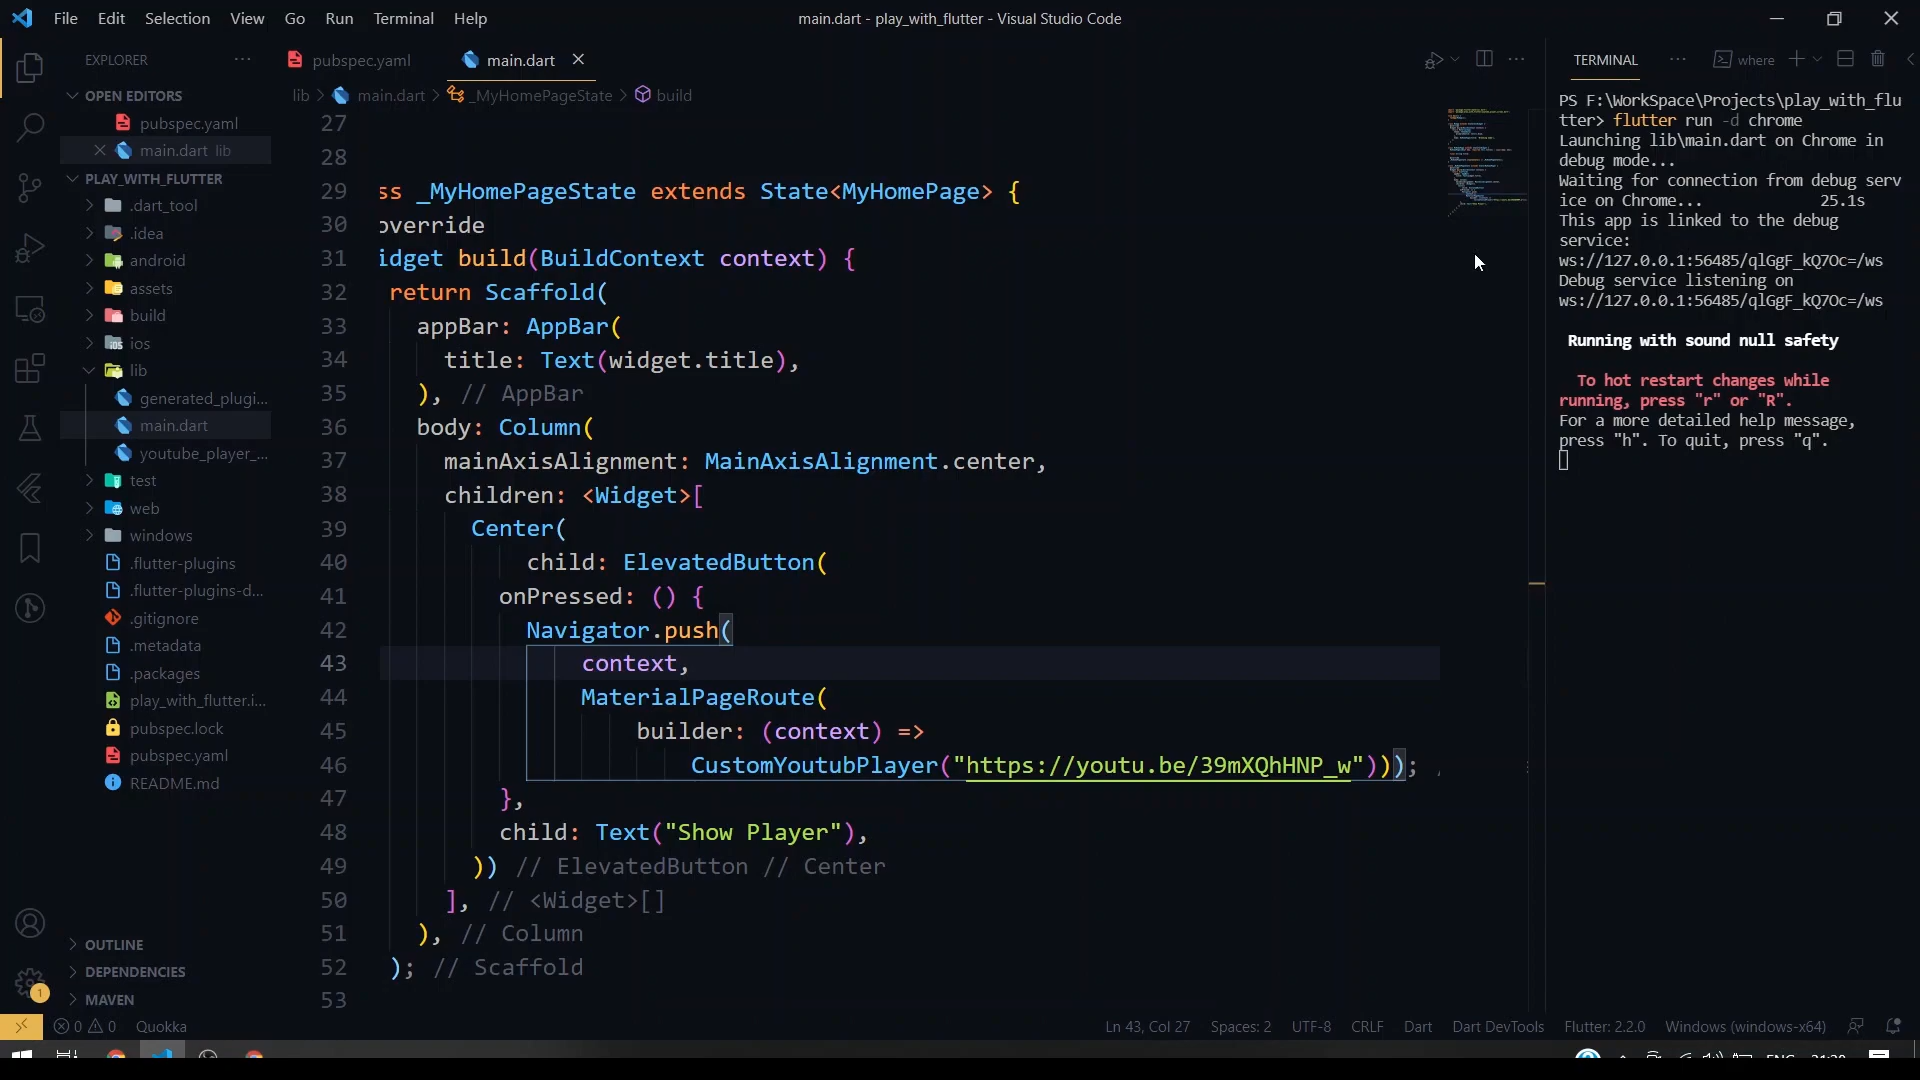 File Edit Selection View Go Run Terminal Help
main.dart - play_with_flutter - Visual Studio Code
EXPLORER
OPEN EDITORS
pubspec.yaml
main.dart lib
PLAY_WITH_FLUTTER
.dart_tool
.idea
android
assets
build
ios
lib
generated_plugi...
main.dart
youtube_player_...
test
web
windows
.flutter-plugins
.flutter-plugins-d...
.gitignore
.metadata
.packages
play_with_flutter.i...
pubspec.lock
pubspec.yaml
README.md
OUTLINE
DEPENDENCIES
MAVEN
pubspec.yaml
main.dart
lib > main.dart > _MyHomePageState > build
27
28
29 ss _MyHomePageState extends State<MyHomePage> {
30 override
31 idget build(BuildContext context) {
32 return Scaffold(
33 appBar: AppBar(
34 title: Text(widget.title),
35 ), // AppBar
36 body: Column(
37 mainAxisAlignment: MainAxisAlignment.center,
38 children: <Widget>[
39 Center(
40 child: ElevatedButton(
41 onPressed: () {
42 Navigator.push(
43 context,
44 MaterialPageRoute(
45 builder: (context) =>
46 CustomYoutubPlayer("https://youtu.be/39mXQhHNP_w")));
47 },
48 child: Text("Show Player"),
49 )) // ElevatedButton // Center
50 ], // <Widget>[]
51 ), // Column
52 ); // Scaffold
53
TERMINAL
where
PS F:\WorkSpace\Projects\play_with_flu
tter> flutter run -d chrome
Launching lib\main.dart on Chrome in
debug mode...
Waiting for connection from debug serv
ice on Chrome... 25.1s
This app is linked to the debug
service:
ws://127.0.0.1:56485/qlGgF_kQ7Oc=/ws
Debug service listening on
ws://127.0.0.1:56485/qlGgF_kQ7Oc=/ws
Running with sound null safety
To hot restart changes while
running, press "r" or "R".
For a more detailed help message,
press "h". To quit, press "q".
1
0 0 Quokka
Ln 43, Col 27 Spaces: 2 UTF-8 CRLF Dart Dart DevTools Flutter: 2.2.0 Windows (windows-x64)
ENG